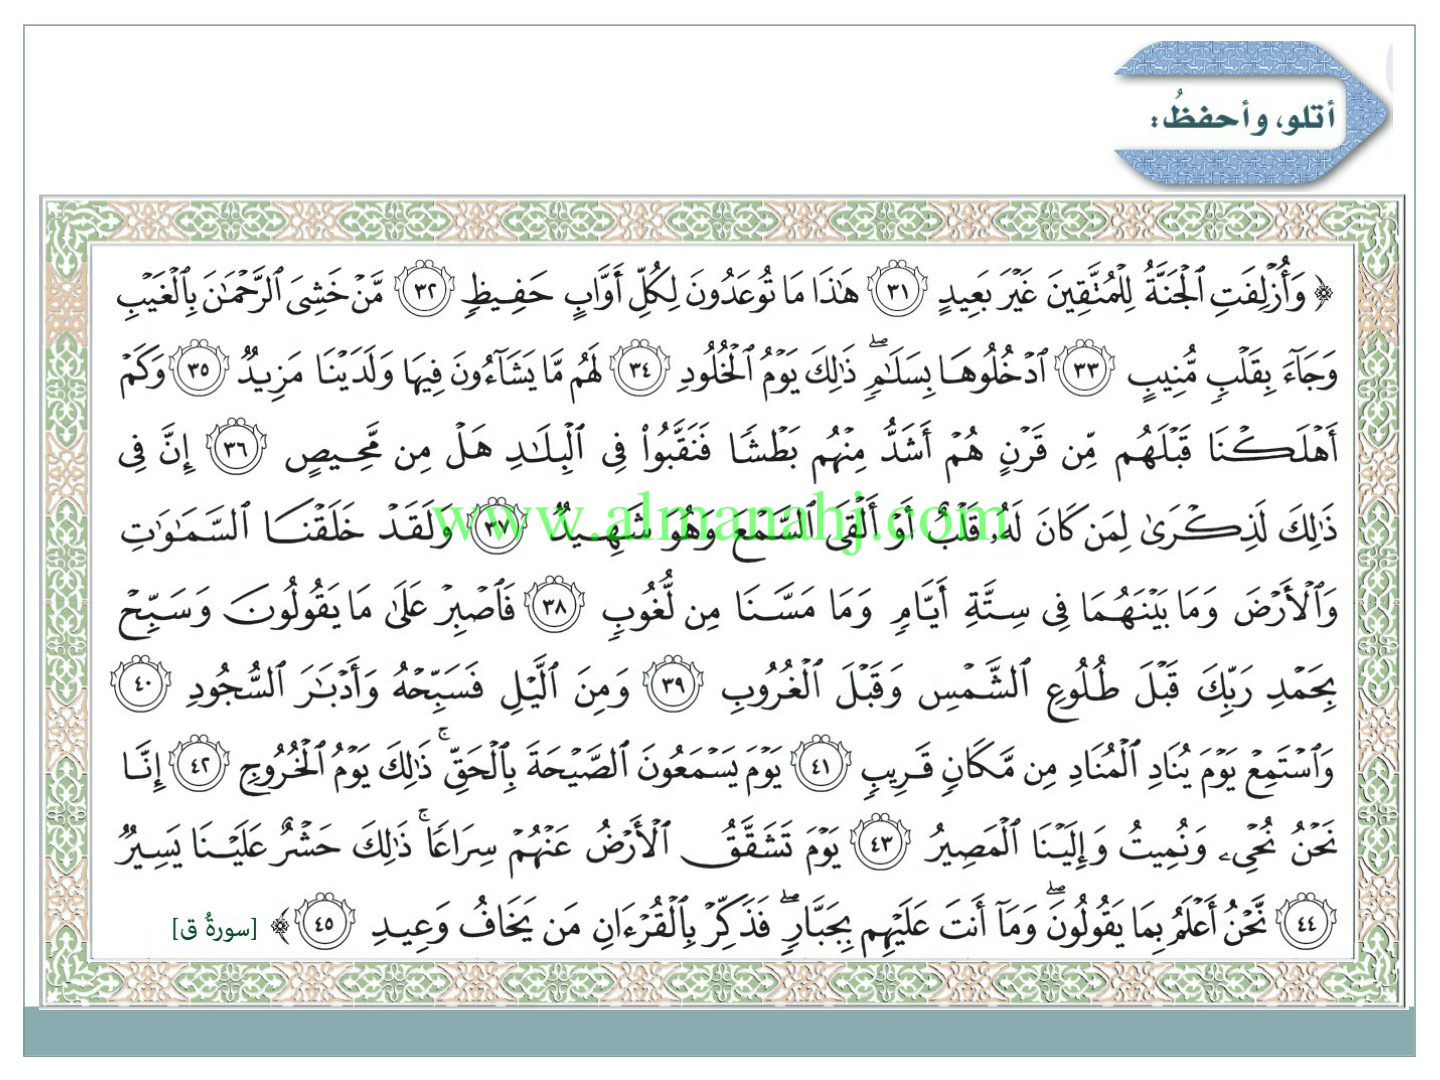 أتلو، وأحفظُ:
﴿ وَأُزْلِفَتِ ٱلْجَنَّةُ لِلْمُتَّقِينَ غَيْرَ بَعِيدٍ ٣١ هَٰذَا مَا تُوعَدُونَ لِكُلِّ أَوَّابٍ حَفِيظٍ ٣٢ مَّنْ خَشِىَ ٱلرَّحْمَٰنَ بِٱلْغَيْبِ
وَجَآءَ بِقَلْبٍ مُّنِيبٍ ٣٣ ٱدْخُلُوهَا بِسَلَٰمٍ ۖ ذَٰلِكَ يَوْمُ ٱلْخُلُودِ ٣٤ لَهُم مَّا يَشَآءُونَ فِيهَا وَلَدَيْنَا مَزِيدٌ ٣٥ وَكَمْ
أَهْلَكْنَا قَبْلَهُم مِّن قَرْنٍ هُمْ أَشَدُّ مِنْهُم بَطْشًا فَنَقَّبُوا۟ فِى ٱلْبِلَٰدِ هَلْ مِن مَّحِيصٍ ٣٦ إِنَّ فِى
ذَٰلِكَ لَذِكْرَىٰ لِمَن كَانَ لَهُۥ قَلْبٌ أَوْ أَلْقَى ٱلسَّمْعَ وَهُوَ شَهِيدٌ ٣٧ وَلَقَدْ خَلَقْنَا ٱلسَّمَٰوَٰتِ
www.almanahj.com
وَٱلْأَرْضَ وَمَا بَيْنَهُمَا فِى سِتَّةِ أَيَّامٍ وَمَا مَسَّنَا مِن لُّغُوبٍ ٣٨ فَٱصْبِرْ عَلَىٰ مَا يَقُولُونَ وَسَبِّحْ
بِحَمْدِ رَبِّكَ قَبْلَ طُلُوعِ ٱلشَّمْسِ وَقَبْلَ ٱلْغُرُوبِ ٣٩ وَمِنَ ٱلَّيْلِ فَسَبِّحْهُ وَأَدْبَٰرَ ٱلسُّجُودِ ٤٠
وَٱسْتَمِعْ يَوْمَ يُنَادِ ٱلْمُنَادِ مِن مَّكَانٍ قَرِيبٍ ٤١ يَوْمَ يَسْمَعُونَ ٱلصَّيْحَةَ بِٱلْحَقِّ ۚ ذَٰلِكَ يَوْمُ ٱلْخُرُوجِ ٤٢ إِنَّا
نَحْنُ نُحْىِۦ وَنُمِيتُ وَإِلَيْنَا ٱلْمَصِيرُ ٤٣ يَوْمَ تَشَقَّقُ ٱلْأَرْضُ عَنْهُمْ سِرَاعًا ۚ ذَٰلِكَ حَشْرٌ عَلَيْنَا يَسِيرٌ
٤٤ نَّحْنُ أَعْلَمُ بِمَا يَقُولُونَ ۖ وَمَآ أَنتَ عَلَيْهِم بِجَبَّارٍ ۖ فَذَكِّرْ بِٱلْقُرْءَانِ مَن يَخَافُ وَعِيدِ ٤٥ ﴾ [سورةُ ق]